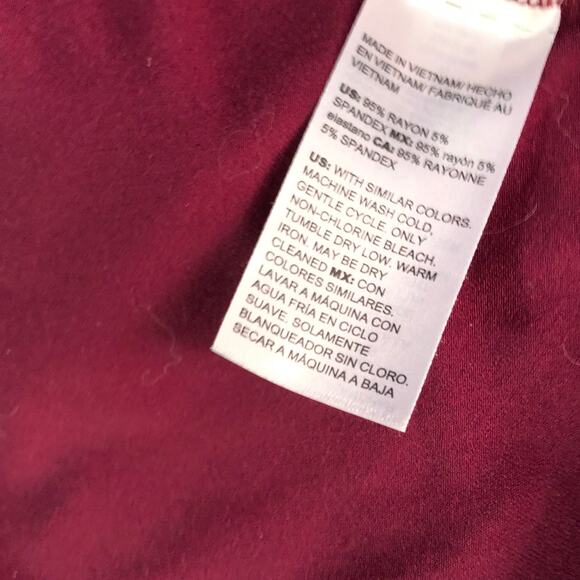 MADE IN VIETNAM/ HECHO
EN VIETNAM/ FABRIQUÉ AU
VIETNAM
US: 95% RAYON 5%
SPANDEX MX: 95% rayón 5%
elastano CA: 95% RAYONNE
5% SPANDEX
US: WITH SIMILAR COLORS.
MACHINE WASH COLD,
GENTLE CYCLE. ONLY
NON-CHLORINE BLEACH.
TUMBLE DRY LOW. WARM
IRON. MAY BE DRY
CLEANED MX: CON
COLORES SIMILARES.
LAVAR A MÁQUINA CON
AGUA FRÍA EN CICLO
SUAVE. SOLAMENTE
BLANQUEADOR SIN CLORO.
SECAR A MÁQUINA A BAJA